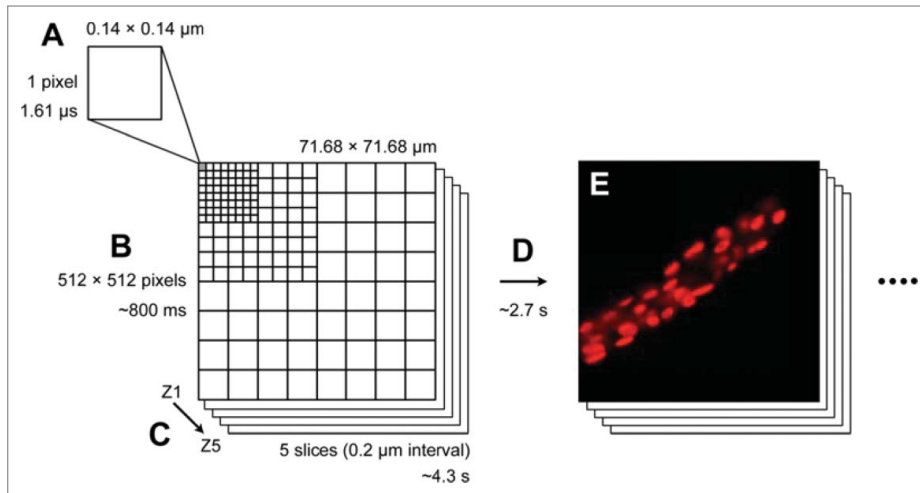 A
0.14 × 0.14 µm
1 pixel
1.61 µs
71.68 × 71.68 µm
B
512 × 512 pixels
~800 ms
Z1
C
Z5
5 slices (0.2 µm interval)
~4.3 s
D
~2.7 s
E